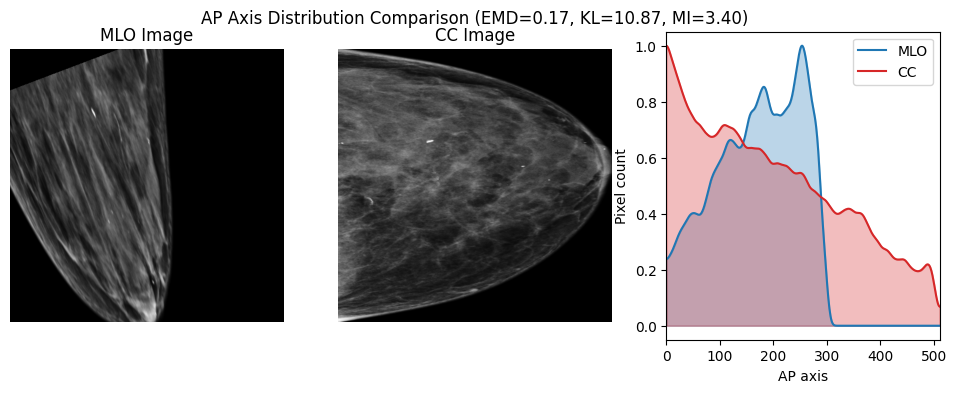 AP Axis Distribution Comparison (EMD=0.17, KL=10.87, MI=3.40)
MLO Image
CC Image
MLO
CC
Pixel count
1.0
0.8
0.6
0.4
0.2
0.0
0 100 200 300 400 500
AP axis